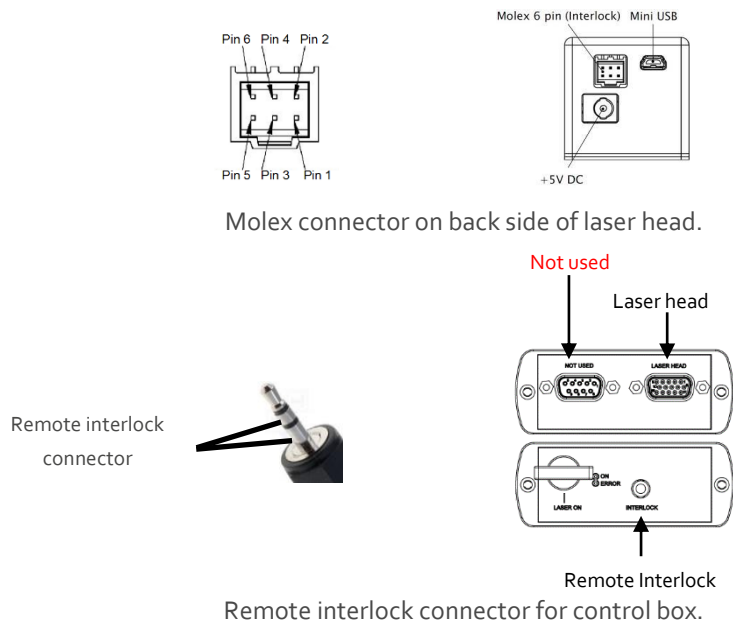 Molex 6 pin (Interlock) Mini USB
Pin 6 Pin 4 Pin 2
Pin 5 Pin 3 Pin 1
+5V DC
Molex connector on back side of laser head.
Not used
Laser head
NOT USED LASER HEAD
Remote interlock
connector
ON
ERROR
LASER ON INTERLOCK
Remote Interlock
Remote interlock connector for control box.